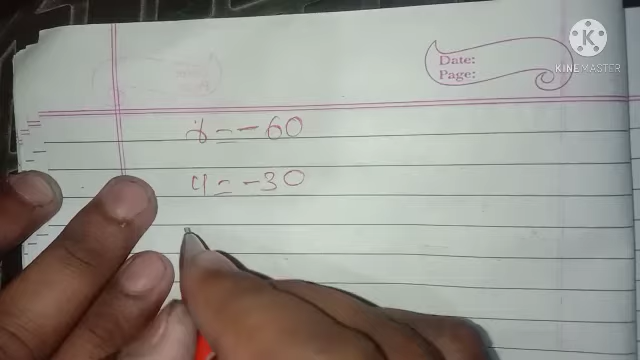 Date:
Page:
KINEMASTER
x = -60
y = -30